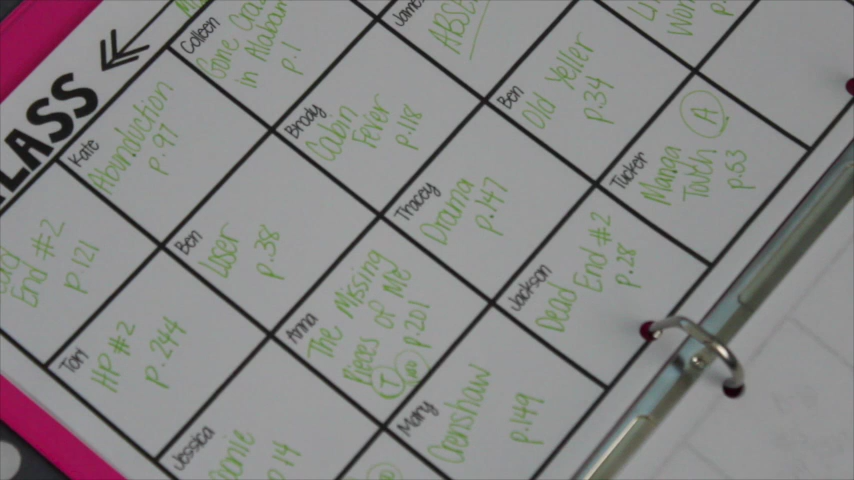 Colleen
Gone Crazy
in Alabama
p.1
Kate
Abunduction
p.97
Brody
Cabin
Fever
p.118
Ben
Old Yeller
p.34
End #2
p.121
Ben
Loser
p.38
Tracey
Drama
p.147
Tucker
Manga
Touch
A
p.53
Tori
HP #2
p.244
Anna
The Missing
Pieces of Me
T
p.201
Jackson
Dead
End #2
p.28
Jessica
p.14
Mary
Crenshaw
p.149